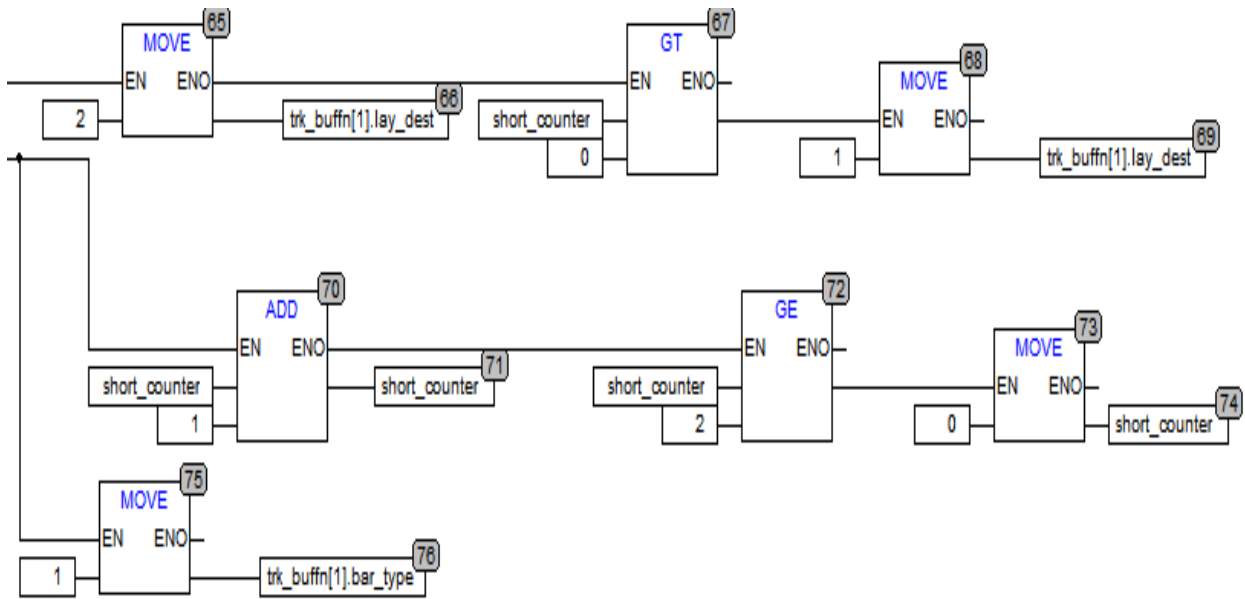 65
MOVE
EN ENO
2
66
trk_buffn[1].lay_dest
67
GT
EN ENO
short_counter
0
68
MOVE
EN ENO
1
69
trk_buffn[1].lay_dest
70
ADD
EN ENO
short_counter
1
71
short_counter
72
GE
EN ENO
short_counter
2
73
MOVE
EN ENO
0
74
short_counter
75
MOVE
EN ENO
1
76
trk_buffn[1].bar_type